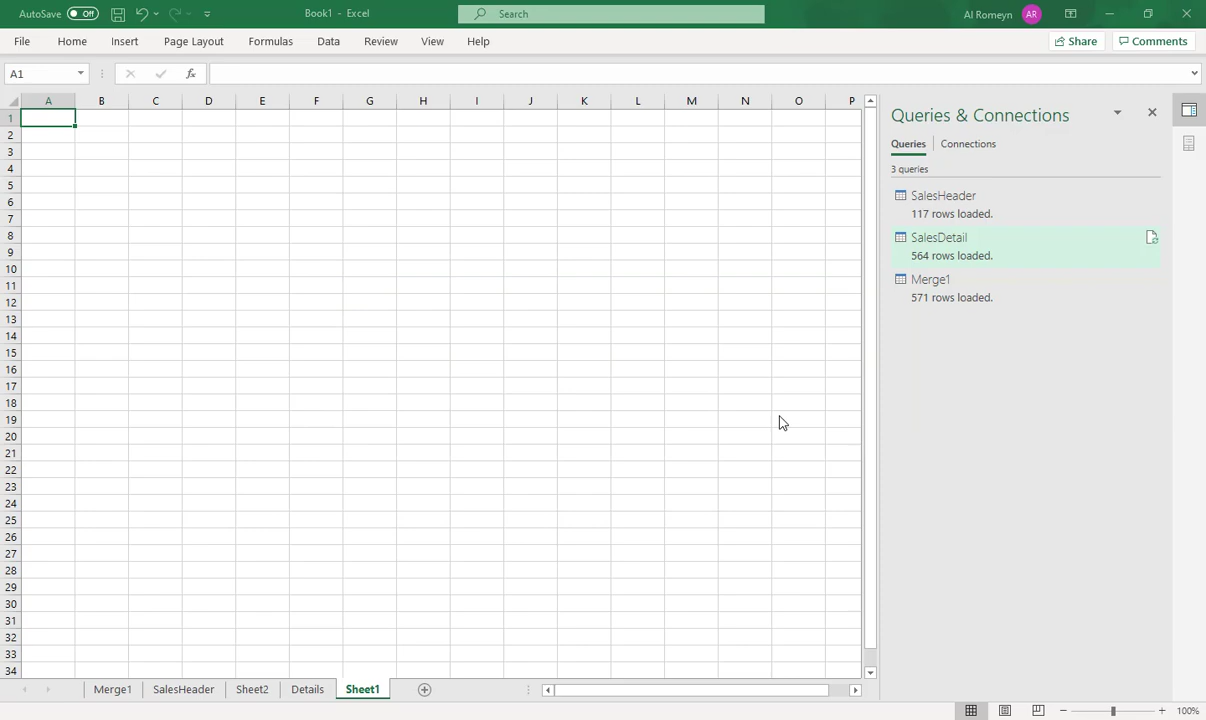 AutoSave Off Book1 - Excel Search Al Romeyn AR
File Home Insert Page Layout Formulas Data Review View Help Share Comments
A1 fx
A B C D E F G H I J K L M N O P
1
2
3
4
5
6
7
8
9
10
11
12
13
14
15
16
17
18
19
20
21
22
23
24
25
26
27
28
29
30
31
32
33
34
Queries & Connections
Queries Connections
3 queries
SalesHeader
117 rows loaded.
SalesDetail
564 rows loaded.
Merge1
571 rows loaded.
Merge1 SalesHeader Sheet2 Details Sheet1
100%